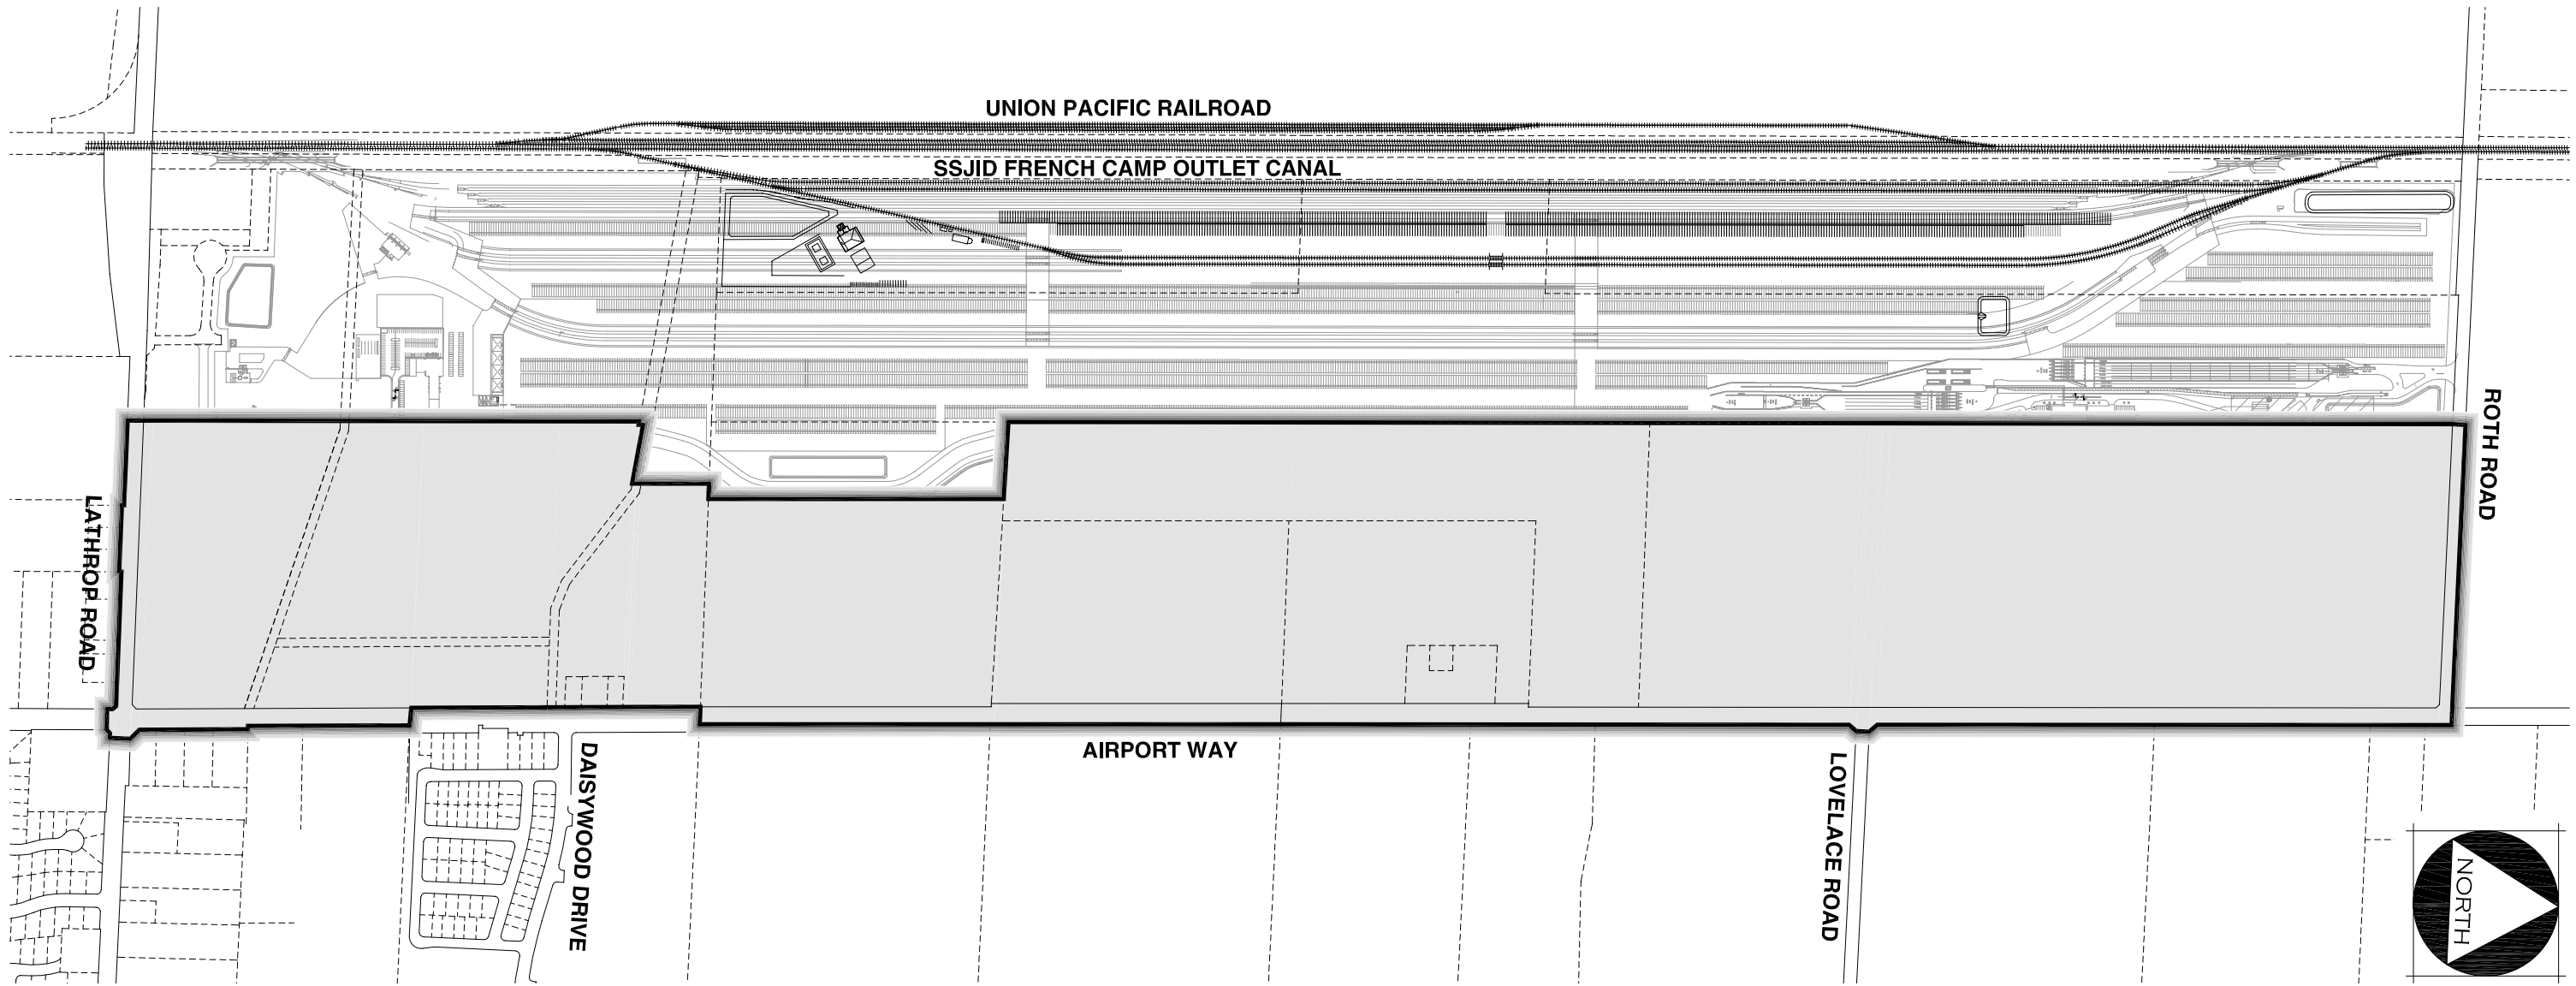 UNION PACIFIC RAILROAD
SSJID FRENCH CAMP OUTLET CANAL
ROTH ROAD
LATHROP ROAD
AIRPORT WAY
DAISYWOOD DRIVE
LOVELACE ROAD
NORTH